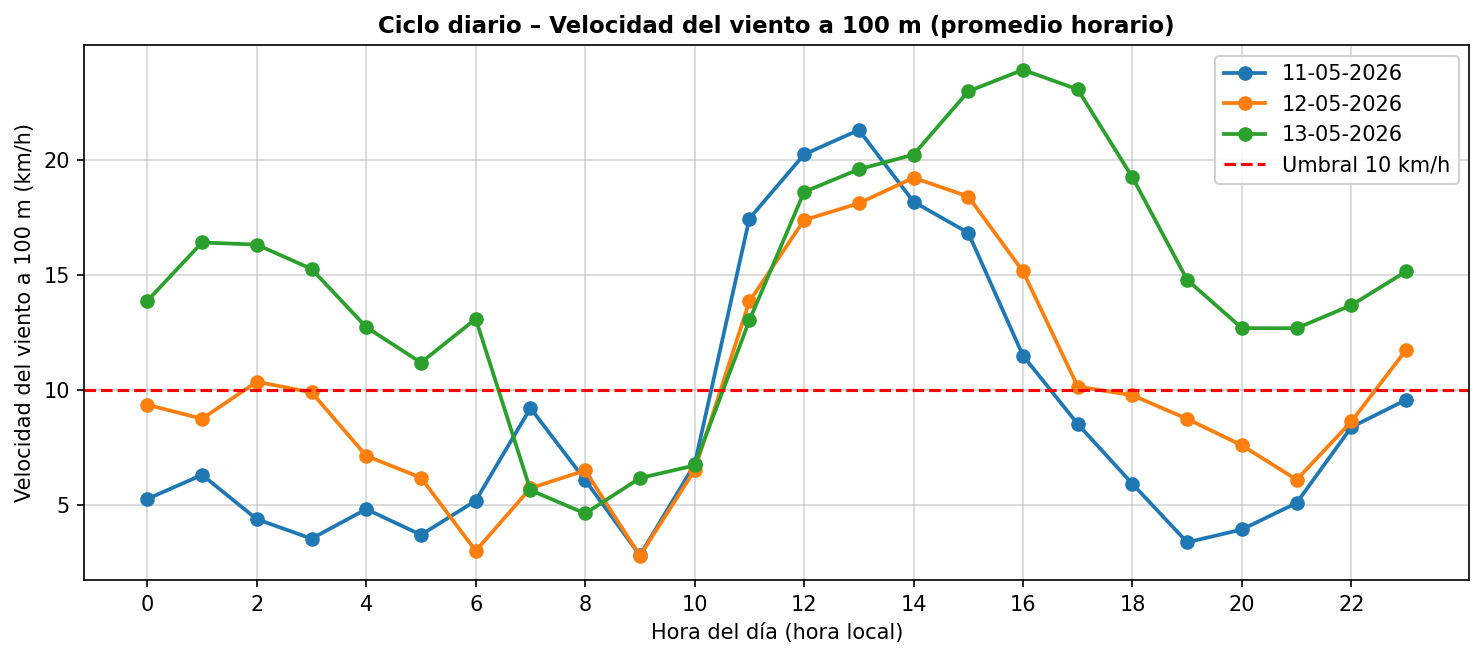 Ciclo diario – Velocidad del viento a 100 m (promedio horario)
Velocidad del viento a 100 m (km/h)
20
15
10
5
11-05-2026
12-05-2026
13-05-2026
Umbral 10 km/h
0 2 4 6 8 10 12 14 16 18 20 22
Hora del día (hora local)